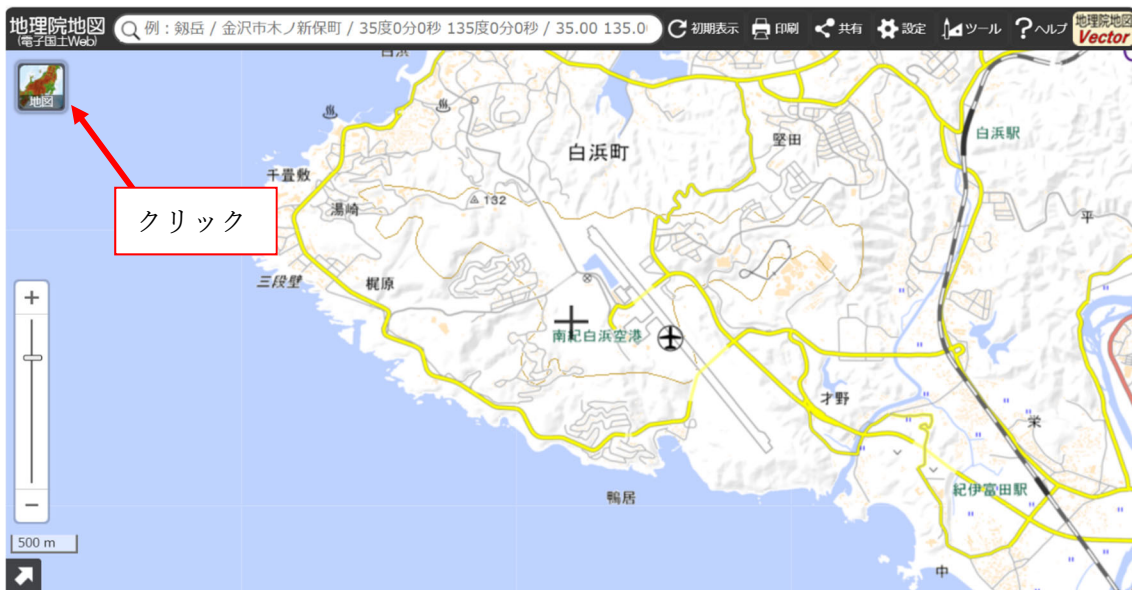 地理院地図
(電子国土Web)
例：剱岳 / 金沢市木ノ新保町 / 35度0分0秒 135度0分0秒 / 35.00 135.0
初期表示
印刷
共有
設定
ツール
ヘルプ
地理院地図
Vector
地図
白浜
クリック
千畳敷
湯崎
三段壁
梶原
132
白浜町
堅田
白浜駅
平
南紀白浜空港
才野
栄
紀伊富田駅
鴨居
中
+
−
500 m